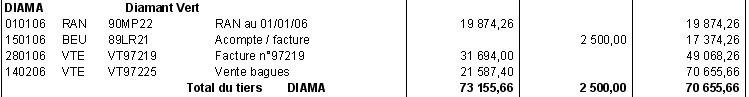 DIAMA Diamant Vert
010106 RAN 90MP22 RAN au 01/01/06 19 874,26 19 874,26
150106 BEU 89LR21 Acompte / facture 2 500,00 17 374,26
280106 VTE VT97219 Facture n°97219 31 694,00 49 068,26
140206 VTE VT97225 Vente bagues 21 587,40 70 655,66
Total du tiers DIAMA 73 155,66 2 500,00 70 655,66